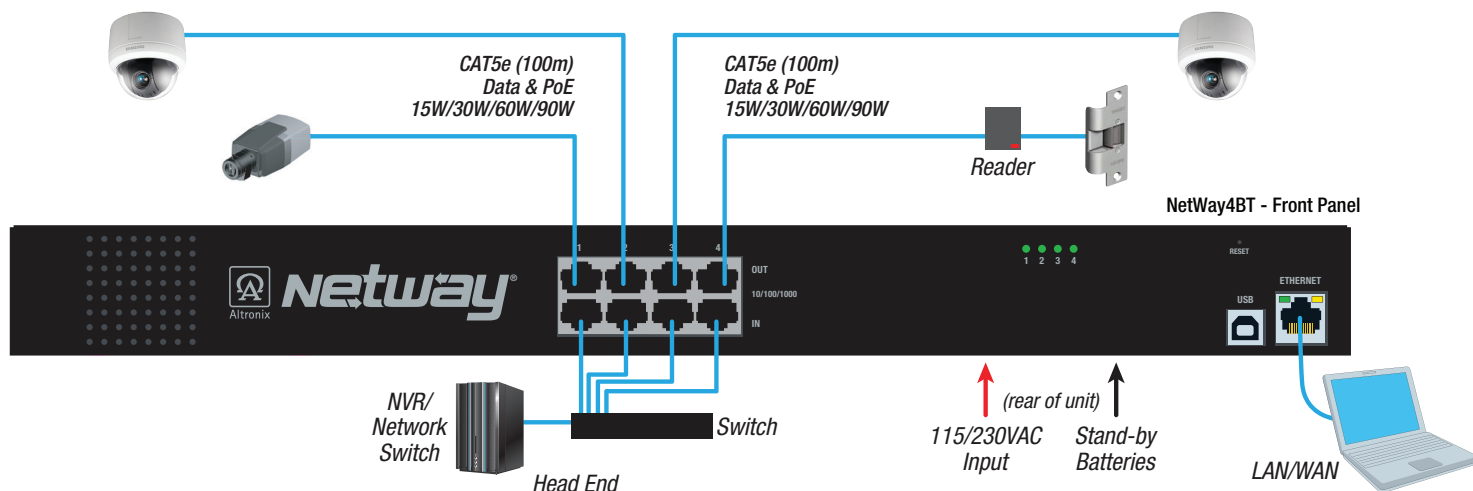 CAT5e (100m)
Data & PoE
15W/30W/60W/90W
CAT5e (100m)
Data & PoE
15W/30W/60W/90W
Reader
NetWay4BT - Front Panel
1 2 3 4
OUT
10/100/1000
IN
Altronix
NETWAY®
1 2 3 4
RESET
USB
ETHERNET
NVR/
Network
Switch
Switch
Head End
(rear of unit)
115/230VAC
Input
Stand-by
Batteries
LAN/WAN